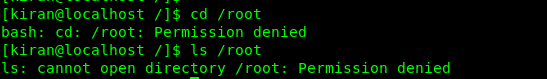 [kiran@localhost /]$ cd /root
bash: cd: /root: Permission denied
[kiran@localhost /]$ ls /root
ls: cannot open directory /root: Permission denied